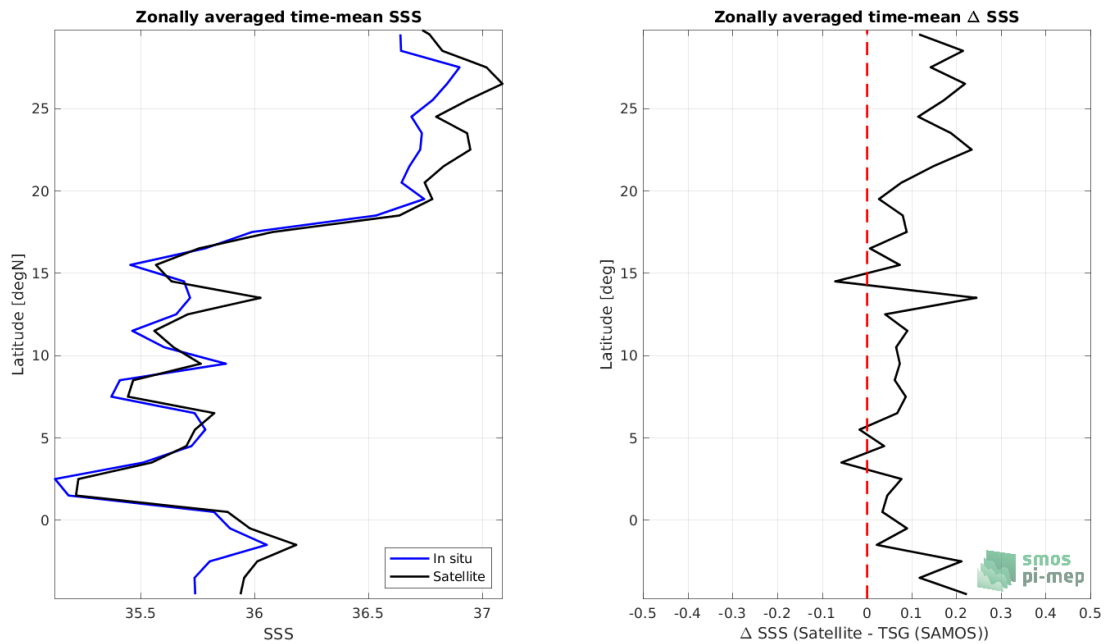 Zonally averaged time-mean SSS
Latitude [degN]
25
20
15
10
5
0
35.5
36
36.5
37
SSS
In situ
Satellite
Zonally averaged time-mean Δ SSS
Latitude [deg]
25
20
15
10
5
0
-0.5
-0.4
-0.3
-0.2
-0.1
0
0.1
0.2
0.3
0.4
0.5
Δ SSS (Satellite - TSG (SAMOS))
smos
pi-mep